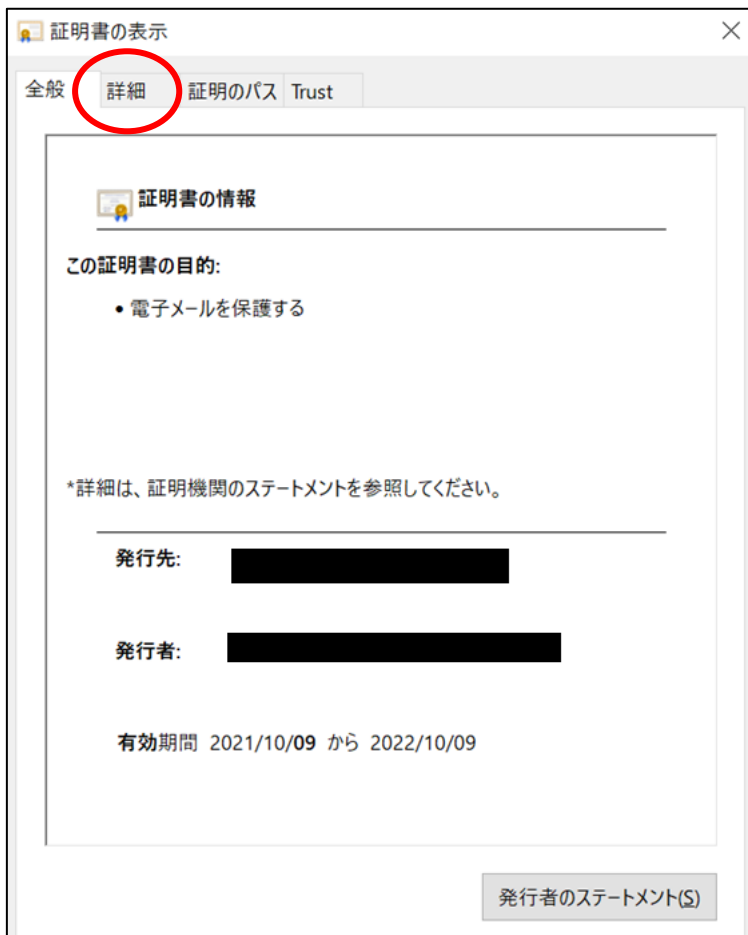 証明書の表示
全般 詳細 証明のパス Trust
証明書の情報
この証明書の目的:
• 電子メールを保護する
*詳細は、証明機関のステートメントを参照してください。
発行先:
発行者:
有効期間 2021/10/09 から 2022/10/09
発行者のステートメント(S)